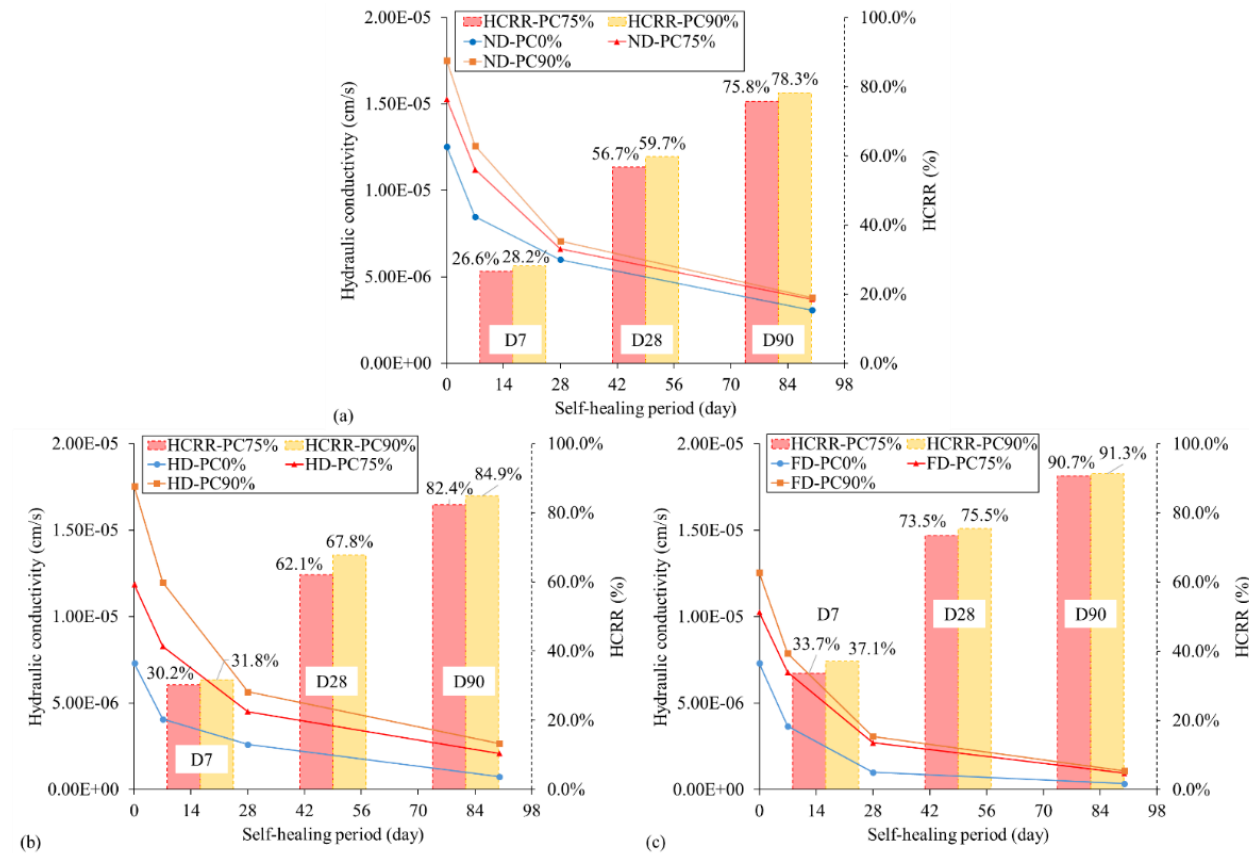 2.00E-05
1.50E-05
1.00E-05
5.00E-06
0.00E+00
Hydraulic conductivity (cm/s)
HCRR-PC75% HCRR-PC90%
ND-PC0% ND-PC75%
ND-PC90%
26.6% 28.2%
56.7% 59.7%
75.8% 78.3%
D7 D28 D90
100.0%
80.0%
60.0%
40.0%
20.0%
0.0%
HCRR (%)
0 14 28 42 56 70 84 98
Self-healing period (day)
(a)
2.00E-05
1.50E-05
1.00E-05
5.00E-06
0.00E+00
Hydraulic conductivity (cm/s)
HCRR-PC75% HCRR-PC90%
HD-PC0% HD-PC75%
HD-PC90%
30.2% 31.8%
62.1% 67.8%
82.4% 84.9%
D7 D28 D90
100.0%
80.0%
60.0%
40.0%
20.0%
0.0%
HCRR (%)
0 14 28 42 56 70 84 98
Self-healing period (day)
(b)
2.00E-05
1.50E-05
1.00E-05
5.00E-06
0.00E+00
Hydraulic conductivity (cm/s)
HCRR-PC75% HCRR-PC90%
FD-PC0% FD-PC75%
FD-PC90%
33.7% 37.1%
73.5% 75.5%
90.7% 91.3%
D7 D28 D90
100.0%
80.0%
60.0%
40.0%
20.0%
0.0%
HCRR (%)
0 14 28 42 56 70 84 98
Self-healing period (day)
(c)